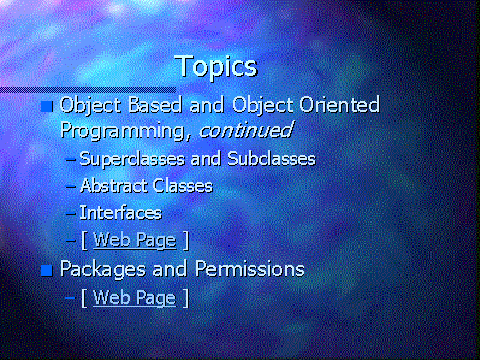 Topics
Object Based and Object Oriented
Programming, continued
– Superclasses and Subclasses
– Abstract Classes
– Interfaces
– [ Web Page ]
Packages and Permissions
– [ Web Page ]